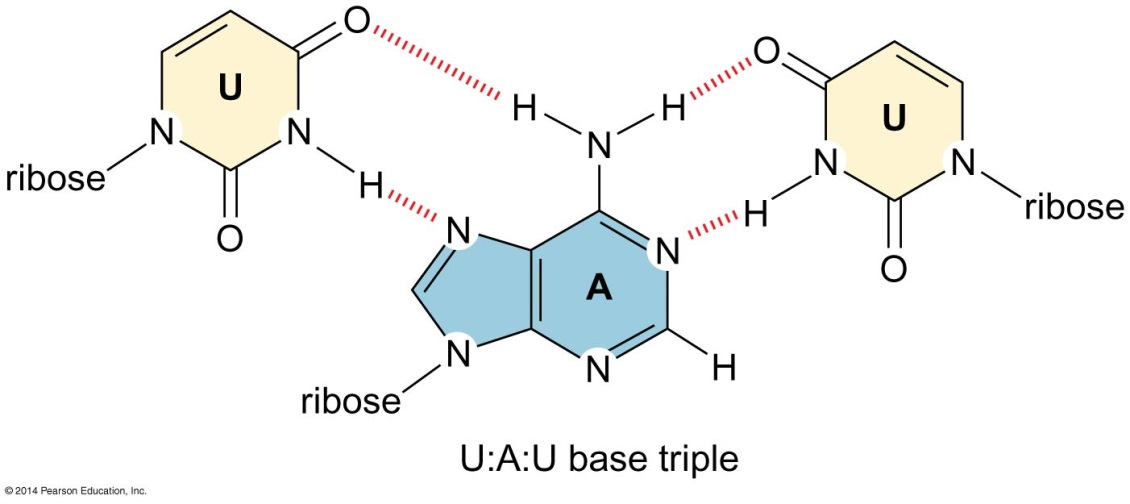 O
O
H
H
U
U
N
N
N
N
N
ribose
H
H
ribose
O
N
N
O
A
N
N
H
ribose
U:A:U base triple
© 2014 Pearson Education, Inc.